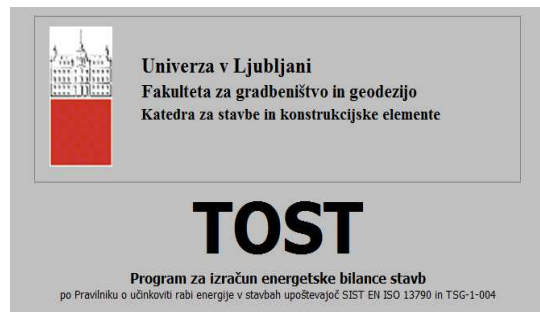 Univerza v Ljubljani
Fakulteta za gradbeništvo in geodezijo
Katedra za stavbe in konstrukcijske elemente
TOST
Program za izračun energetske bilance stavb
po Pravilniku o učinkoviti rabi energije v stavbah upoštevajoč SIST EN ISO 13790 in TSG-1-004